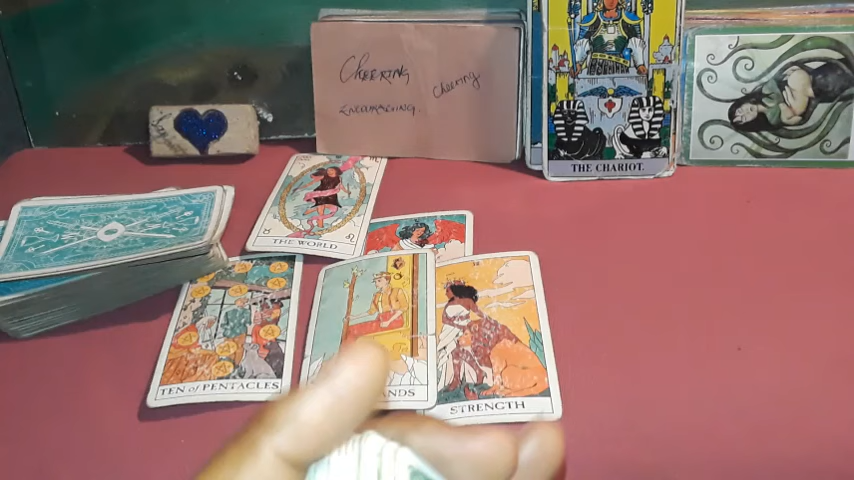 CHEERING
CHEERING
ENCOURAGING.
THE CHARIOT.
THE WORLD
TEN of PENTACLES
STRENGTH